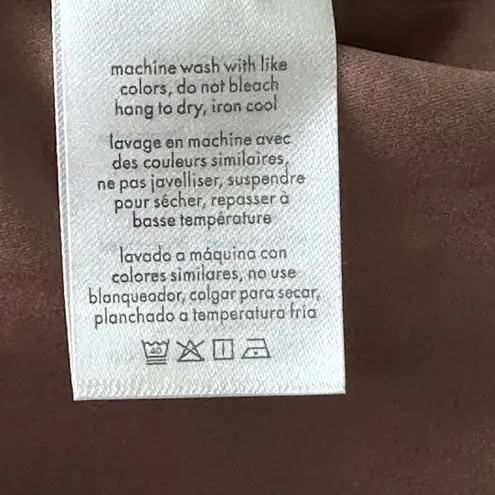 machine wash with like
colors, do not bleach
hang to dry, iron cool
lavage en machine avec
des couleurs similaires,
ne pas javelliser, suspendre
pour sécher, repasser à
basse température
lavado a máquina con
colores similares, no use
blanqueador, colgar para secar,
planchado a temperatura fria
40